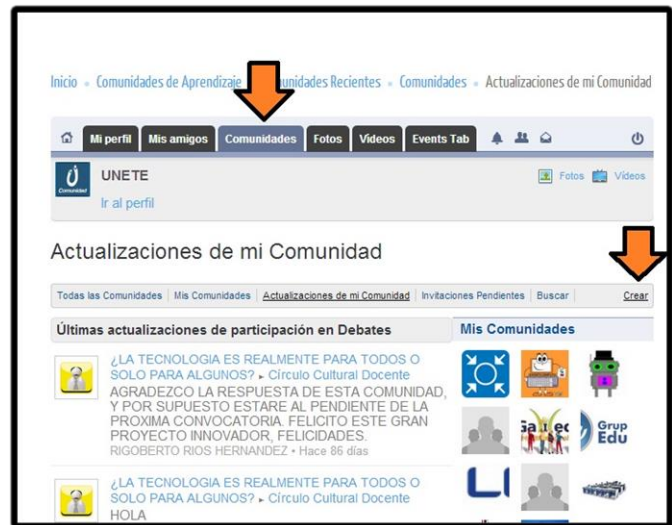 Inicio • Comunidades de Aprendizaje • Comunidades Recientes • Comunidades • Actualizaciones de mi Comunidad
Mi perfil Mis amigos Comunidades Fotos Videos Events Tab
Comunidad
UNETE
Fotos Videos
Ir al perfil
Actualizaciones de mi Comunidad
Todas las Comunidades Mis Comunidades Actualizaciones de mi Comunidad Invitaciones Pendientes Buscar Crear
Últimas actualizaciones de participación en Debates
Mis Comunidades
¿LA TECNOLOGIA ES REALMENTE PARA TODOS O
SOLO PARA ALGUNOS? ▸ Círculo Cultural Docente
AGRADEZCO LA RESPUESTA DE ESTA COMUNIDAD,
Y POR SUPUESTO ESTARE AL PENDIENTE DE LA
PROXIMA CONVOCATORIA. FELICITO ESTE GRAN
PROYECTO INNOVADOR, FELICIDADES.
RIGOBERTO RIOS HERNANDEZ • Hace 86 días
Grup
Edu
¿LA TECNOLOGIA ES REALMENTE PARA TODOS O
SOLO PARA ALGUNOS? ▸ Círculo Cultural Docente
HOLA